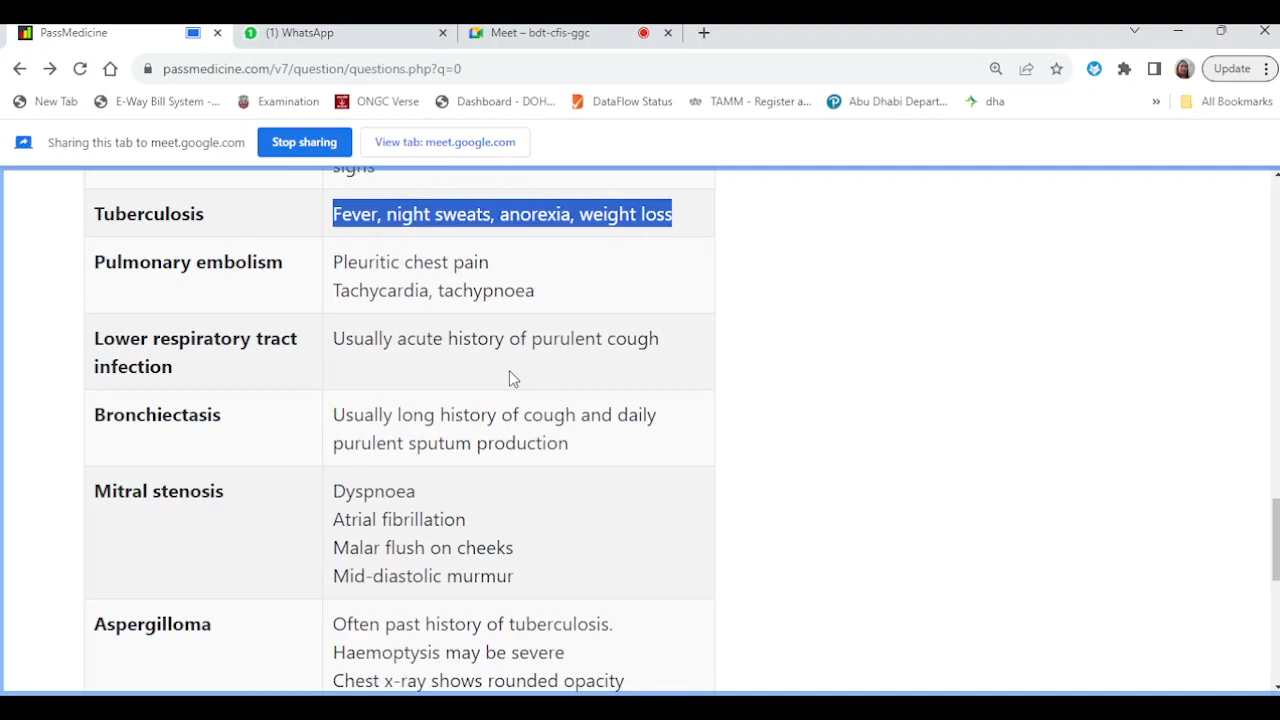 PassMedicine
(1) WhatsApp
Meet – bdt-cfis-ggc
passmedicine.com/v7/question/questions.php?q=0
Update
New Tab
E-Way Bill System -...
Examination
ONGC Verse
Dashboard - DOH...
DataFlow Status
TAMM - Register a...
Abu Dhabi Depart...
dha
»
All Bookmarks
Sharing this tab to meet.google.com
Stop sharing
View tab: meet.google.com
signs
Tuberculosis
Fever, night sweats, anorexia, weight loss
Pulmonary embolism
Pleuritic chest pain
Tachycardia, tachypnoea
Lower respiratory tract
infection
Usually acute history of purulent cough
Bronchiectasis
Usually long history of cough and daily
purulent sputum production
Mitral stenosis
Dyspnoea
Atrial fibrillation
Malar flush on cheeks
Mid-diastolic murmur
Aspergilloma
Often past history of tuberculosis.
Haemoptysis may be severe
Chest x-ray shows rounded opacity